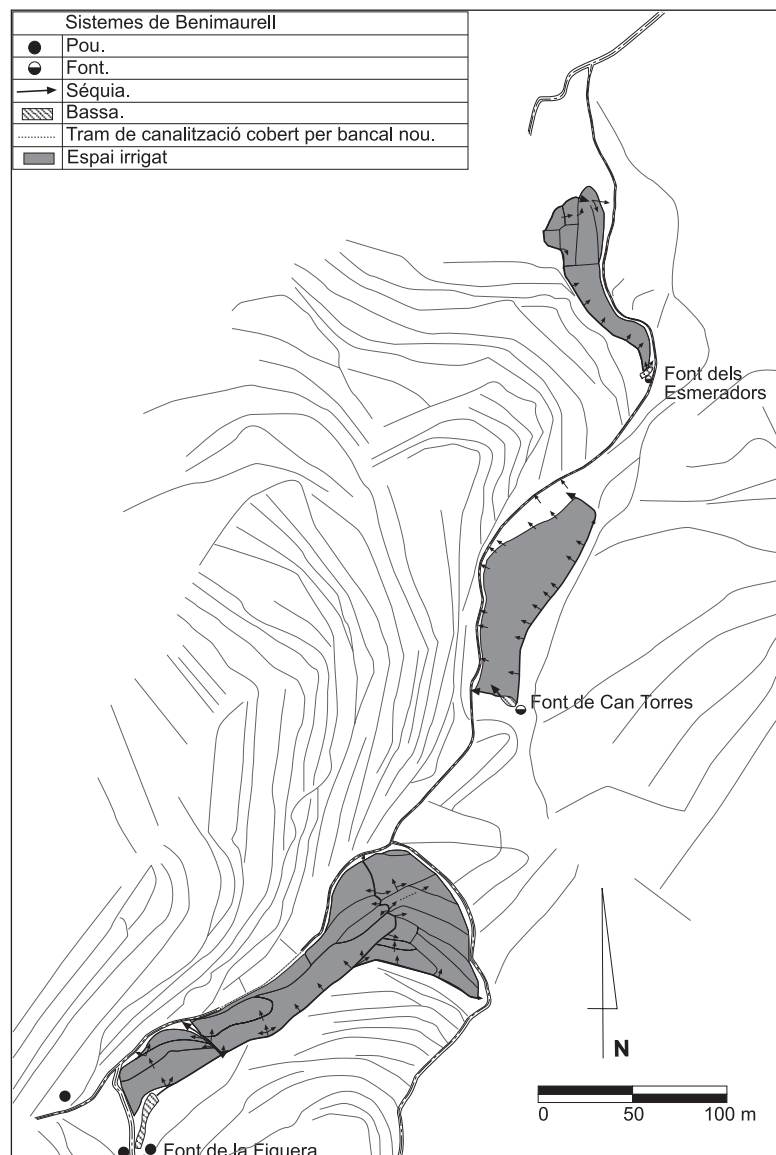 Sistemes de Benimaurell
Pou.
Font.
Séquia.
Bassa.
Tram de canalització cobert per bancal nou.
Espai irrigat
Font dels
Esmeradors
Font de Can Torres
N
0 50 100 m
Font de la Figuera